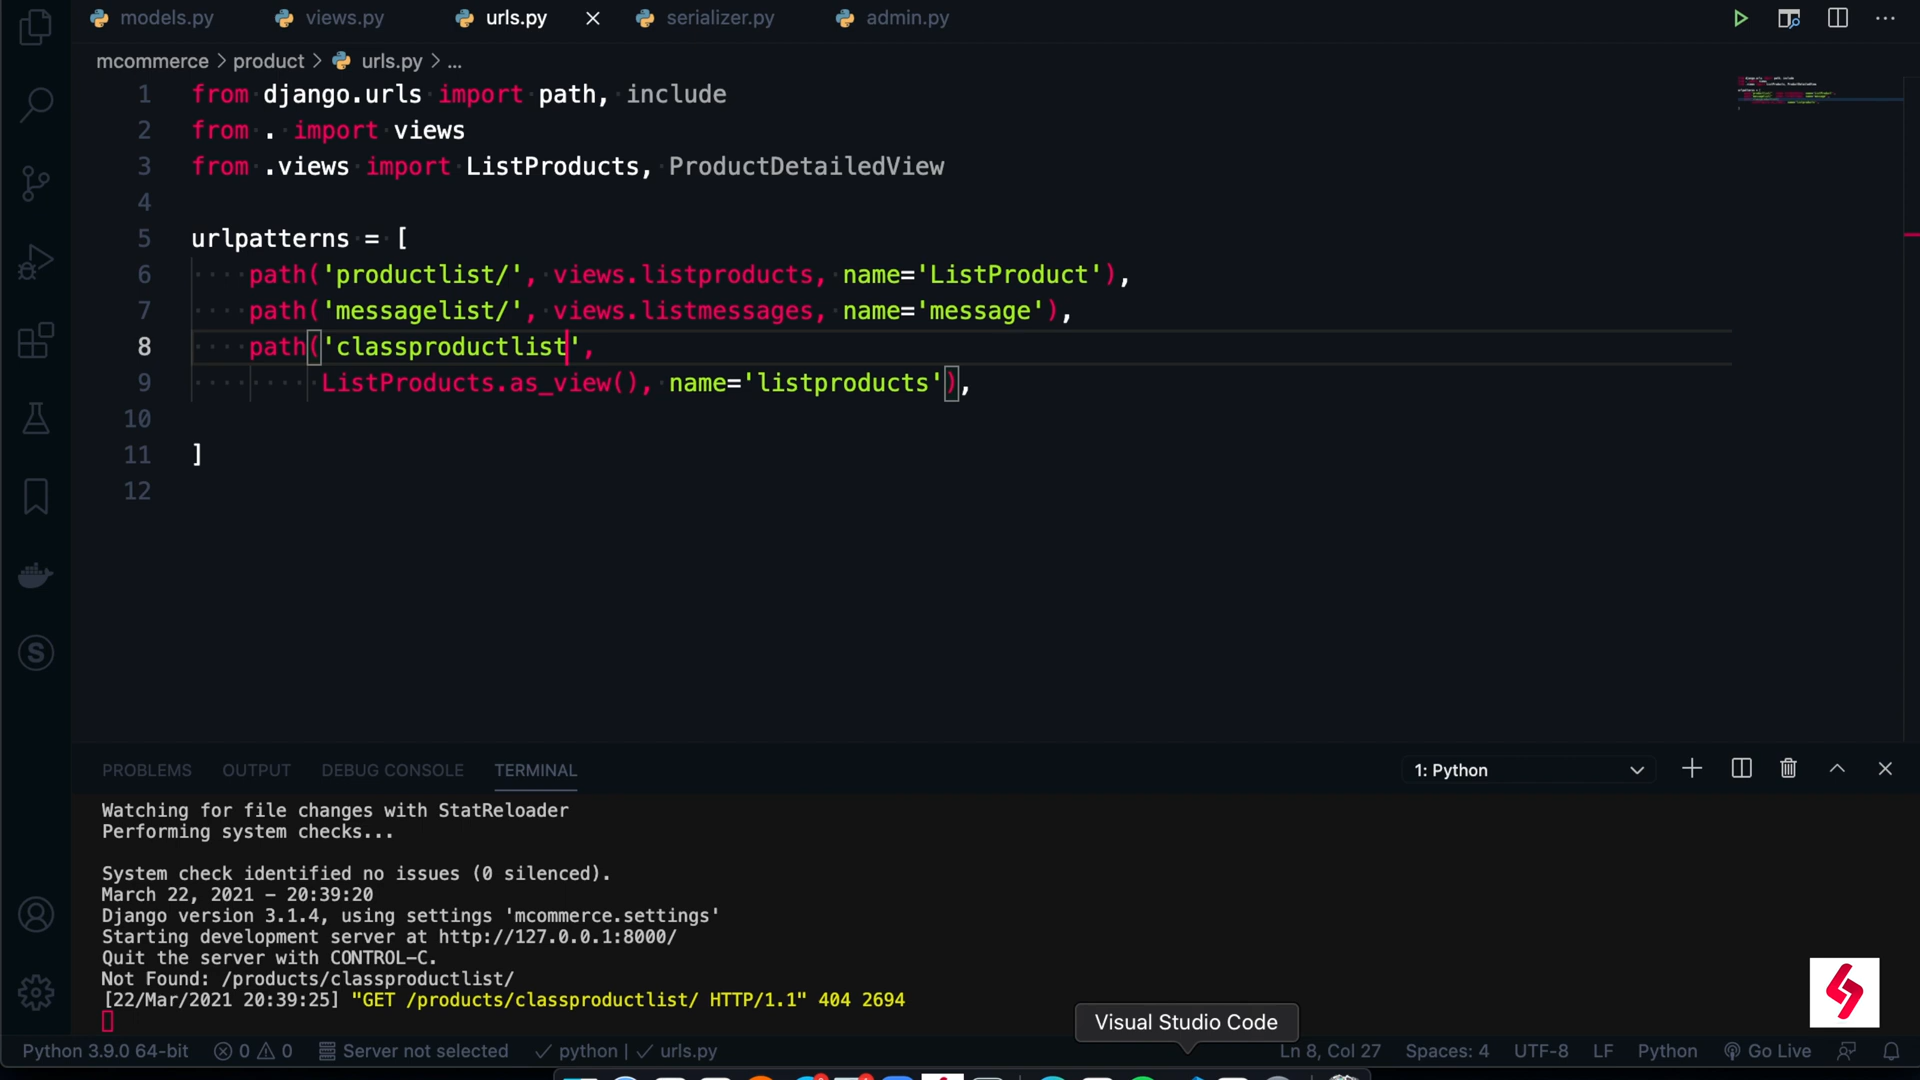 models.py views.py urls.py serializer.py admin.py
mcommerce > product > urls.py > ...
1 from django.urls import path, include
2 from . import views
3 from .views import ListProducts, ProductDetailedView
4
5 urlpatterns = [
6 path('productlist/', views.listproducts, name='ListProduct'),
7 path('messagelist/', views.listmessages, name='message'),
8 path('classproductlist',
9 ListProducts.as_view(), name='listproducts'),
10
11 ]
12
PROBLEMS OUTPUT DEBUG CONSOLE TERMINAL 1: Python
Watching for file changes with StatReloader
Performing system checks...
System check identified no issues (0 silenced).
March 22, 2021 - 20:39:20
Django version 3.1.4, using settings 'mcommerce.settings'
Starting development server at http://127.0.0.1:8000/
Quit the server with CONTROL-C.
Not Found: /products/classproductlist/
[22/Mar/2021 20:39:25] "GET /products/classproductlist/ HTTP/1.1" 404 2694
Visual Studio Code
Python 3.9.0 64-bit 0 0 Server not selected python | urls.py Ln 8, Col 27 Spaces: 4 UTF-8 LF Python Go Live